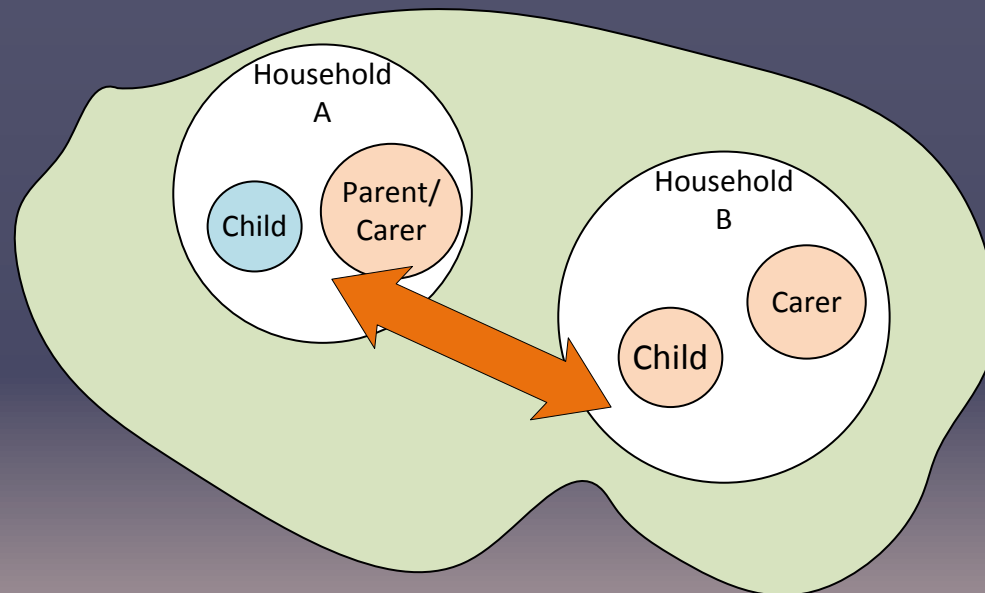 Household
A
Child
Parent/
Carer
Household
B
Child
Carer